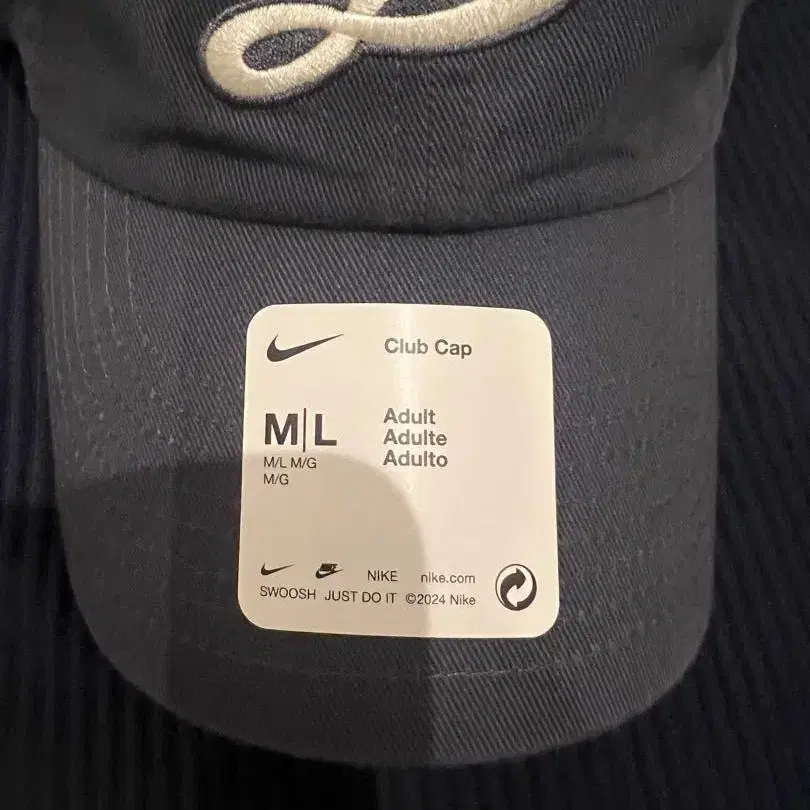 Club Cap
M|L
M/L M/G
M/G
Adult
Adulte
Adulto
NIKE nike.com
SWOOSH JUST DO IT ©2024 Nike